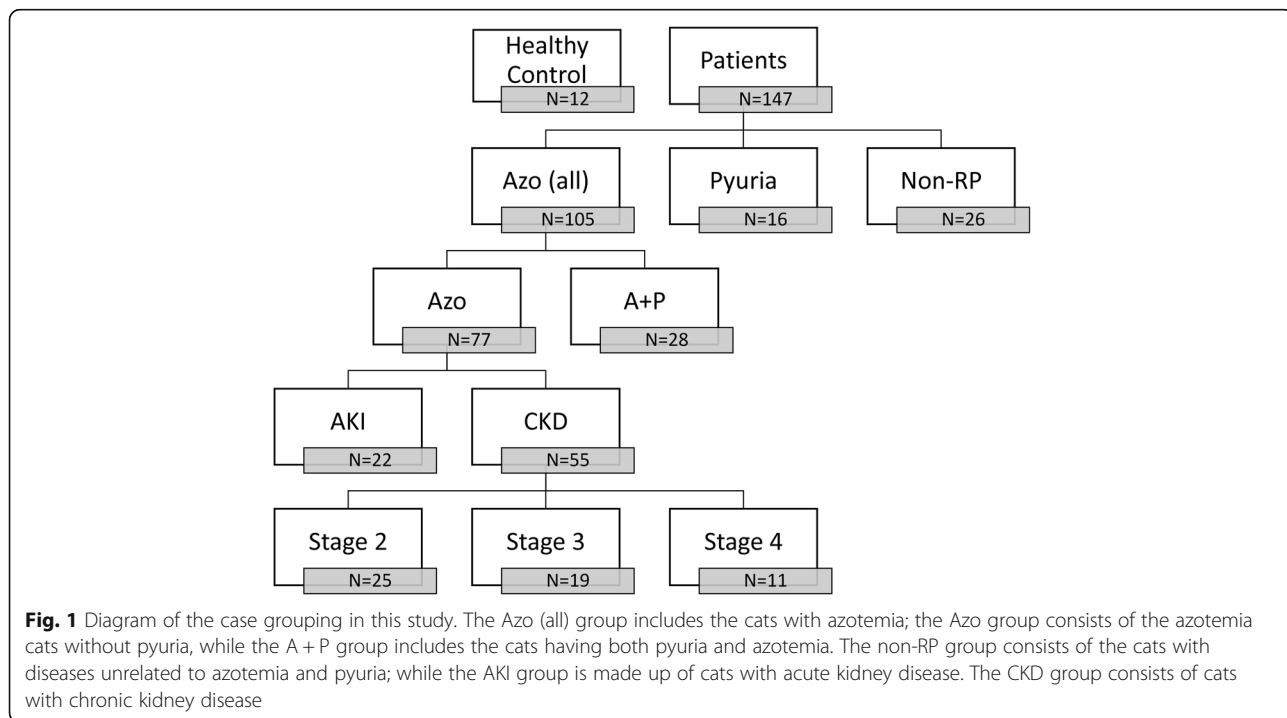 Healthy
Control
N=12
Patients
N=147
Azo (all)
N=105
Pyuria
N=16
Non-RP
N=26
Azo
N=77
A+P
N=28
AKI
N=22
CKD
N=55
Stage 2
N=25
Stage 3
N=19
Stage 4
N=11
Fig. 1 Diagram of the case grouping in this study. The Azo (all) group includes the cats with azotemia; the Azo group consists of the azotemia
cats without pyuria, while the A + P group includes the cats having both pyuria and azotemia. The non-RP group consists of the cats with
diseases unrelated to azotemia and pyuria; while the AKI group is made up of cats with acute kidney disease. The CKD group consists of cats
with chronic kidney disease